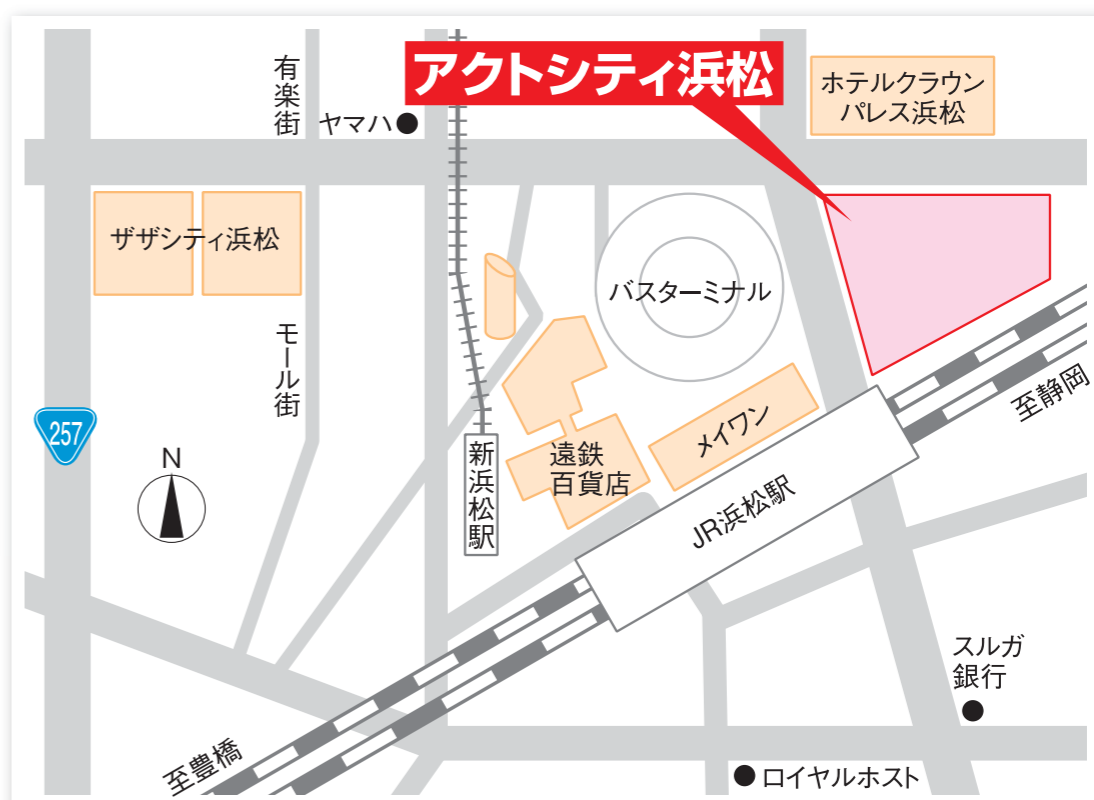 アクトシティ浜松
ホテルクラウン
パレス浜松
有楽街
ヤマハ
ザザシティ浜松
バスターミナル
モール街
至静岡
257
メイワン
N
新浜松駅
遠鉄
百貨店
JR浜松駅
スルガ
銀行
至豊橋
ロイヤルホスト